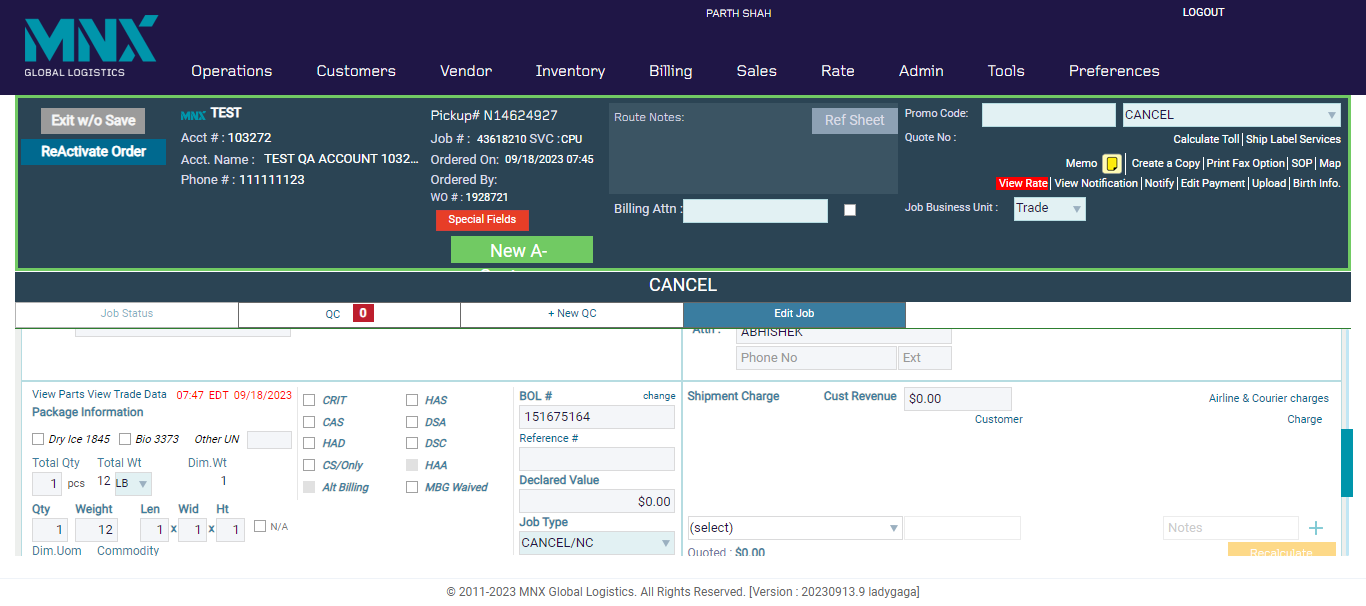 PARTH SHAH
LOGOUT
MNX
GLOBAL LOGISTICS
Operations Customers Vendor Inventory Billing Sales Rate Admin Tools Preferences
Exit w/o Save
ReActivate Order
MNX TEST
Acct # : 103272
Acct. Name : TEST QA ACCOUNT 1032...
Phone # : 111111123
Pickup# N14624927
Job # : 43618210 SVC :CPU
Ordered On: 09/18/2023 07:45
Ordered By:
WO # : 1928721
Special Fields
New A-
Route Notes:
Ref Sheet
Billing Attn :
Promo Code:
CANCEL
Quote No :
Calculate Toll| Ship Label Services
Memo | Create a Copy| Print Fax Option| SOP| Map
View Rate| View Notification| Notify| Edit Payment| Upload| Birth Info.
Job Business Unit : Trade
CANCEL
Job Status
QC 0
+ New QC
Edit Job
Attn : ABHISHEK
Phone No Ext
View Parts View Trade Data 07:47 EDT 09/18/2023
Package Information
Dry Ice 1845 Bio 3373 Other UN
Total Qty Total Wt Dim.Wt
1 pcs 12 LB 1
Qty Weight Len Wid Ht
1 12 1 x 1 x 1 N/A
Dim.Uom Commodity
CRIT HAS
CAS DSA
HAD DSC
CS/Only HAA
Alt Billing MBG Waived
BOL # change
151675164
Reference #
Declared Value
$0.00
Job Type
CANCEL/NC
Shipment Charge Cust Revenue $0.00 Airline & Courier charges
Customer Charge
(select) Notes +
Quoted : $0.00
Recalculate
© 2011-2023 MNX Global Logistics. All Rights Reserved. [Version : 20230913.9 ladygaga]